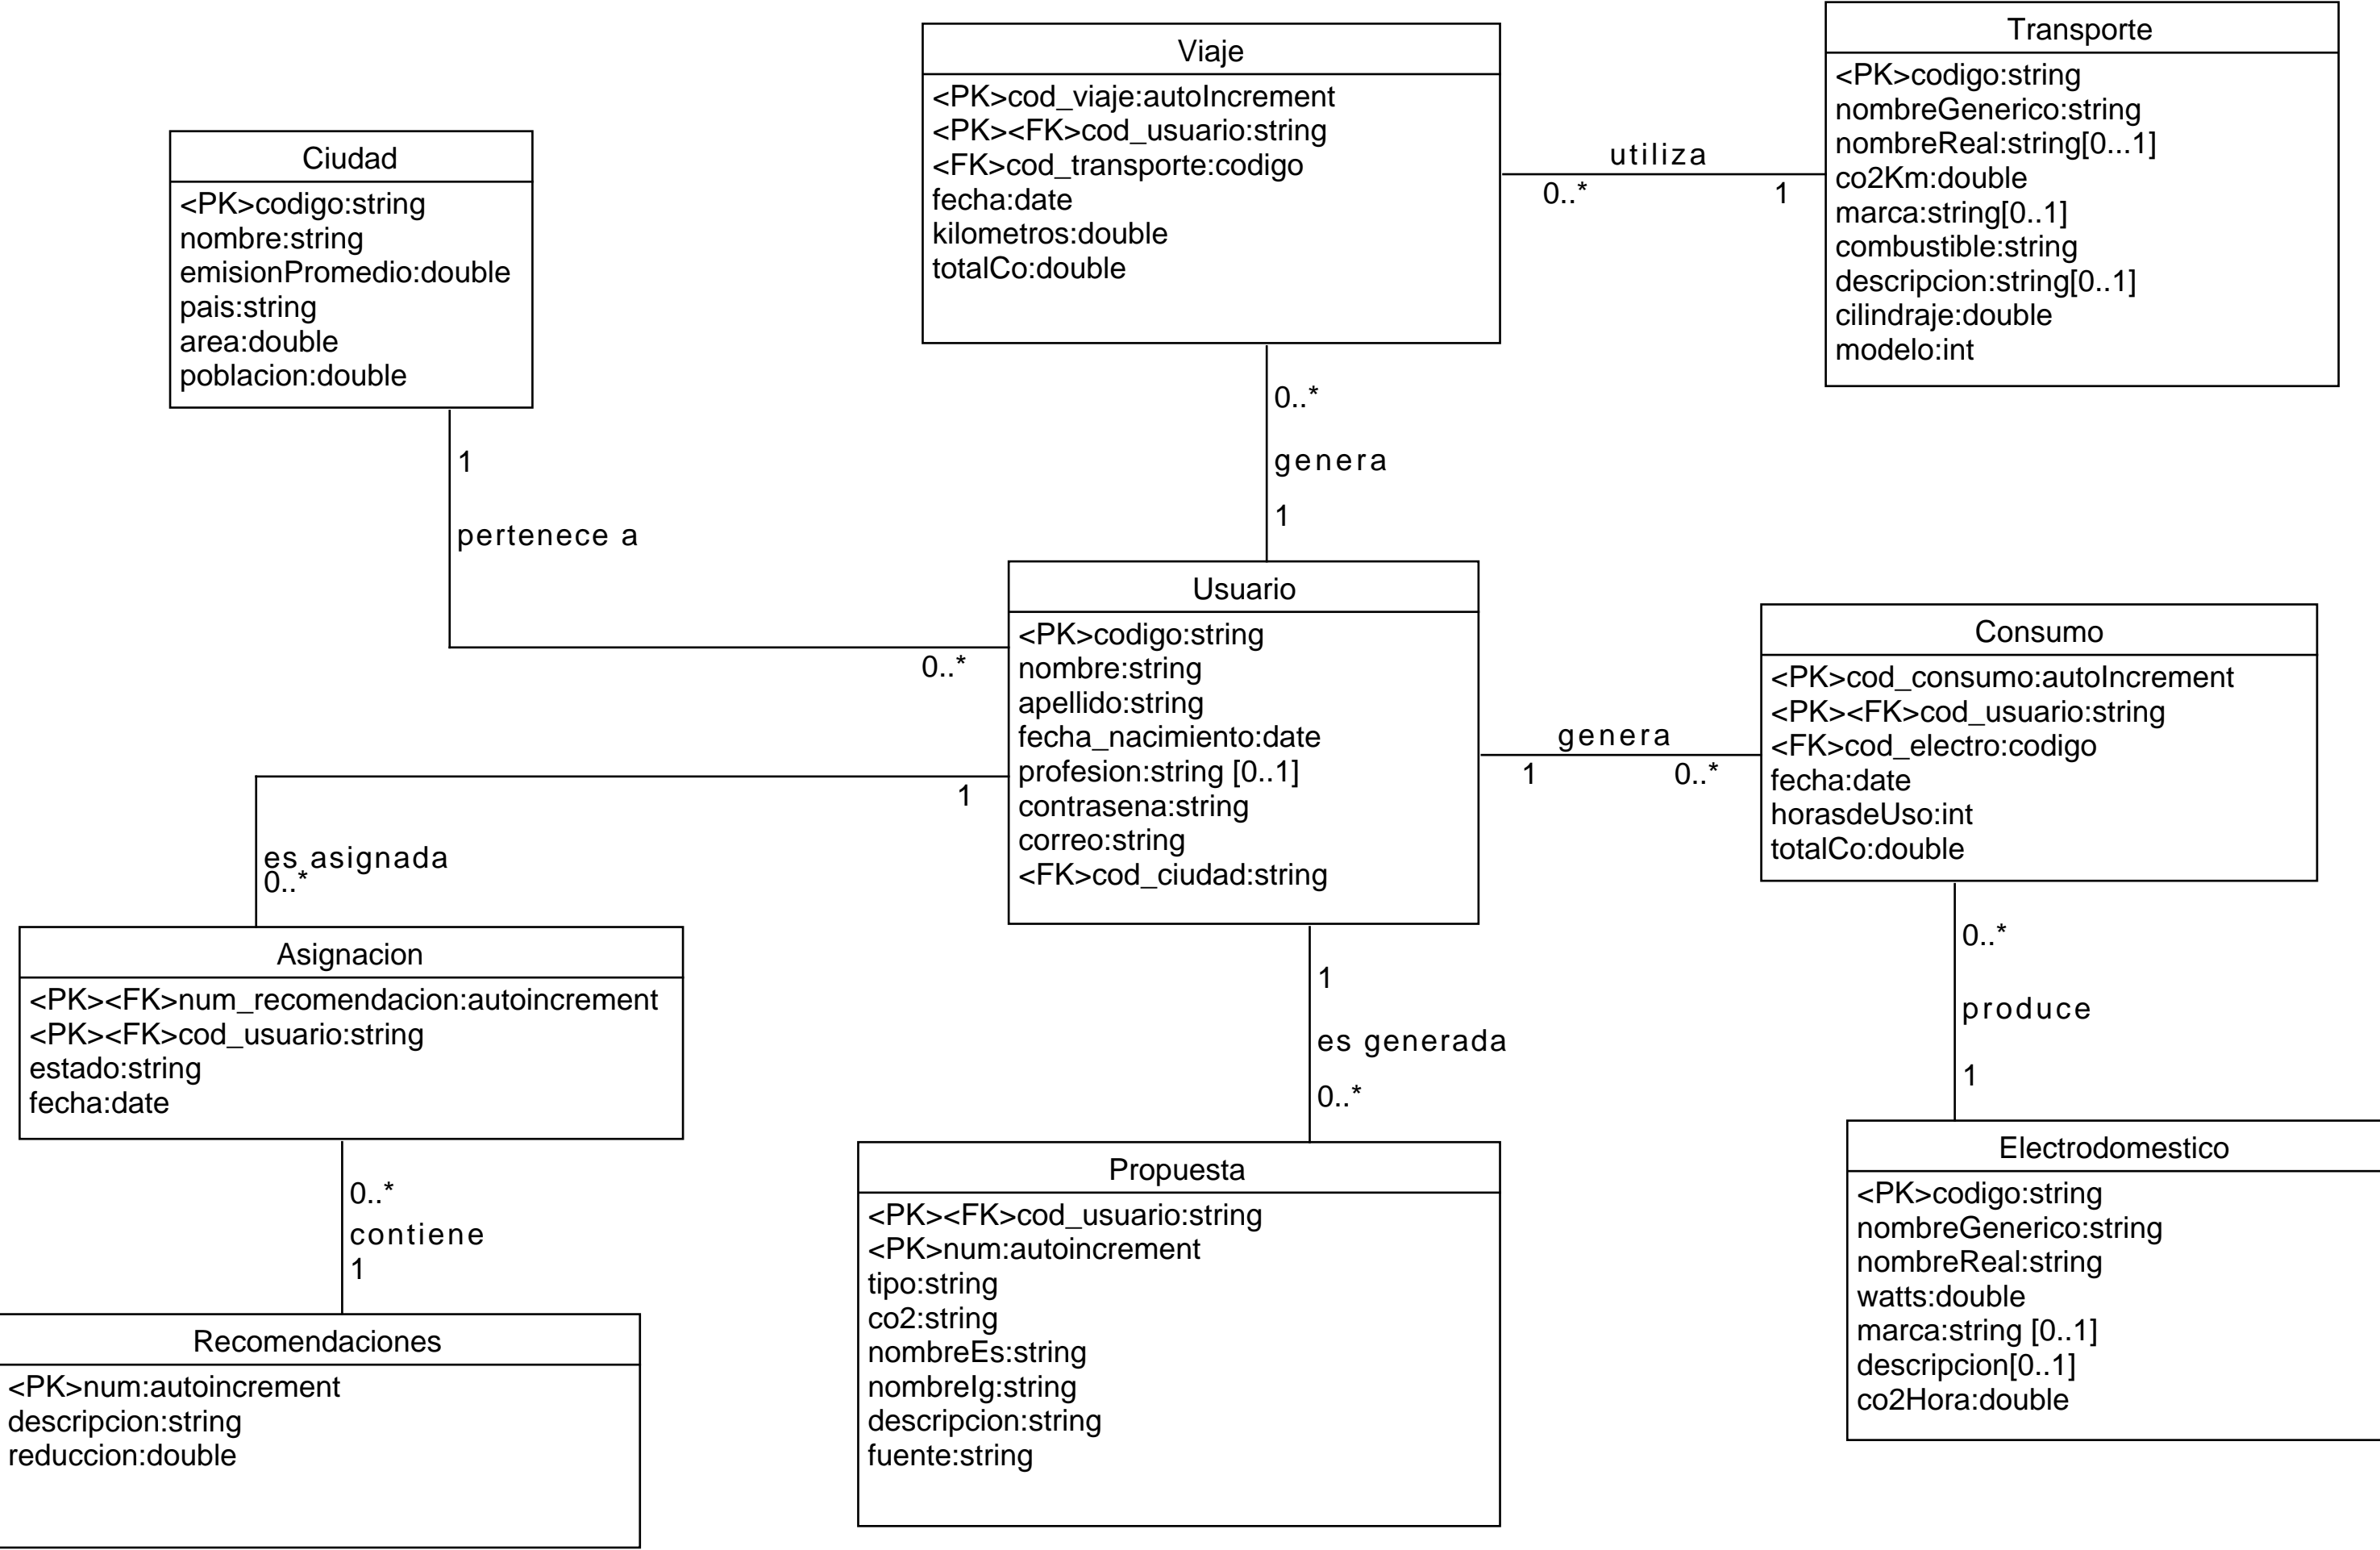 Viaje
<PK>cod_viaje:autoIncrement
<PK><FK>cod_usuario:string
<FK>cod_transporte:codigo
fecha:date
kilometros:double
totalCo:double
utiliza
0..*
1
Transporte
<PK>codigo:string
nombreGenerico:string
nombreReal:string[0...1]
co2Km:double
marca:string[0..1]
combustible:string
descripcion:string[0..1]
cilindraje:double
modelo:int
Ciudad
<PK>codigo:string
nombre:string
emisionPromedio:double
pais:string
area:double
poblacion:double
1
pertenece a
0..*
0..*
genera
1
Usuario
<PK>codigo:string
nombre:string
apellido:string
fecha_nacimiento:date
profesion:string [0..1]
contrasena:string
correo:string
<FK>cod_ciudad:string
genera
1
0..*
Consumo
<PK>cod_consumo:autoIncrement
<PK><FK>cod_usuario:string
<FK>cod_electro:codigo
fecha:date
horasdeUso:int
totalCo:double
1
es asignada
0..*
Asignacion
<PK><FK>num_recomendacion:autoincrement
<PK><FK>cod_usuario:string
estado:string
fecha:date
0..*
contiene
1
Recomendaciones
<PK>num:autoincrement
descripcion:string
reduccion:double
1
es generada
0..*
Propuesta
<PK><FK>cod_usuario:string
<PK>num:autoincrement
tipo:string
co2:string
nombreEs:string
nombreIg:string
descripcion:string
fuente:string
0..*
produce
1
Electrodomestico
<PK>codigo:string
nombreGenerico:string
nombreReal:string
watts:double
marca:string [0..1]
descripcion[0..1]
co2Hora:double